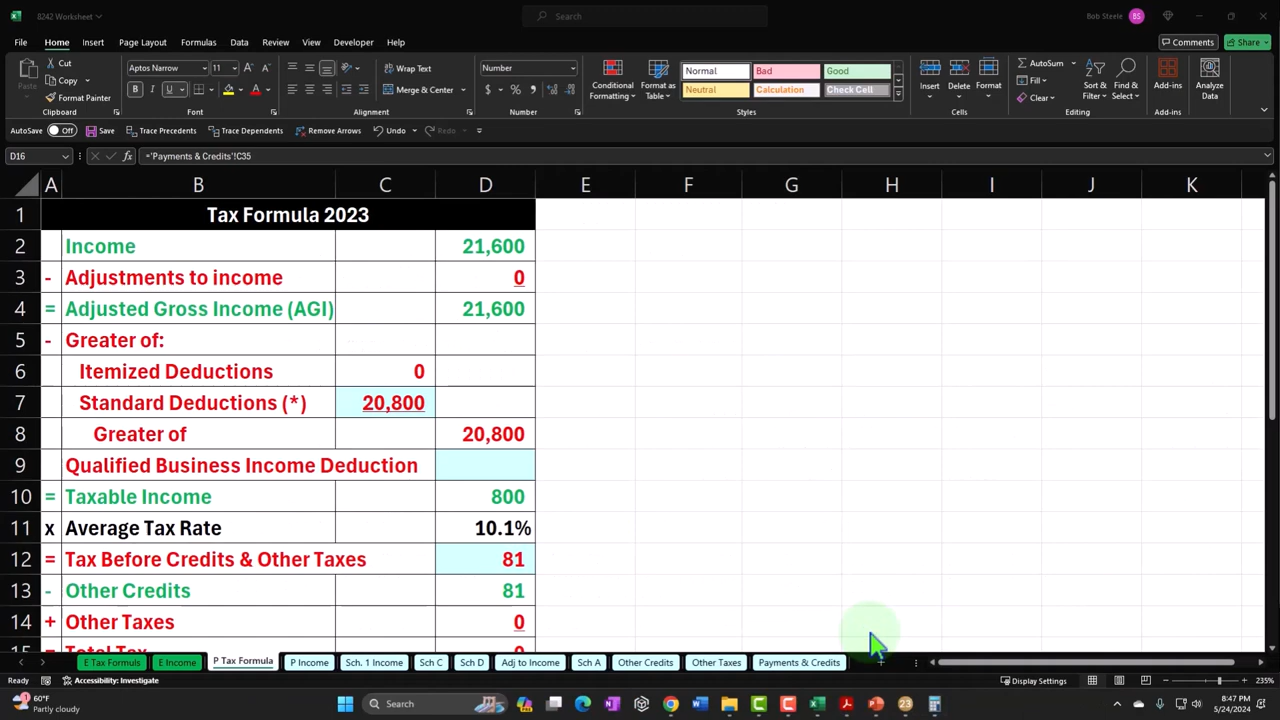 8242 Worksheet
Search
Bob Steele
BS
File Home Insert Page Layout Formulas Data Review View Developer Help
Comments Share
Paste
Cut
Copy
Format Painter
Clipboard
Aptos Narrow 11
B I U
Font
Wrap Text
Merge & Center
Alignment
Number
$ % 9
Number
Conditional Formatting
Format as Table
Normal Bad Good
Neutral Calculation Check Cell
Styles
Insert Delete Format
Cells
AutoSum
Fill
Clear
Sort & Filter
Find & Select
Editing
Add-ins
Add-ins
Analyze Data
AutoSave Off Save Trace Precedents Trace Dependents Remove Arrows Undo Redo
D16 fx ='Payments & Credits'!C35
A B C D E F G H I J K
1 Tax Formula 2023
2 Income 21,600
3 - Adjustments to income 0
4 = Adjusted Gross Income (AGI) 21,600
5 - Greater of:
6 Itemized Deductions 0
7 Standard Deductions (*) 20,800
8 Greater of 20,800
9 Qualified Business Income Deduction
10 = Taxable Income 800
11 x Average Tax Rate 10.1%
12 = Tax Before Credits & Other Taxes 81
13 - Other Credits 81
14 + Other Taxes 0
15 = Total Tax 0
E Tax Formuls E Income P Tax Formula P Income Sch. 1 Income Sch C Sch D Adj to Income Sch A Other Credits Other Taxes Payments & Credits
Ready Accessibility: Investigate Display Settings 235%
1 60°F
Partly cloudy
Search
23
8:47 PM
5/24/2024